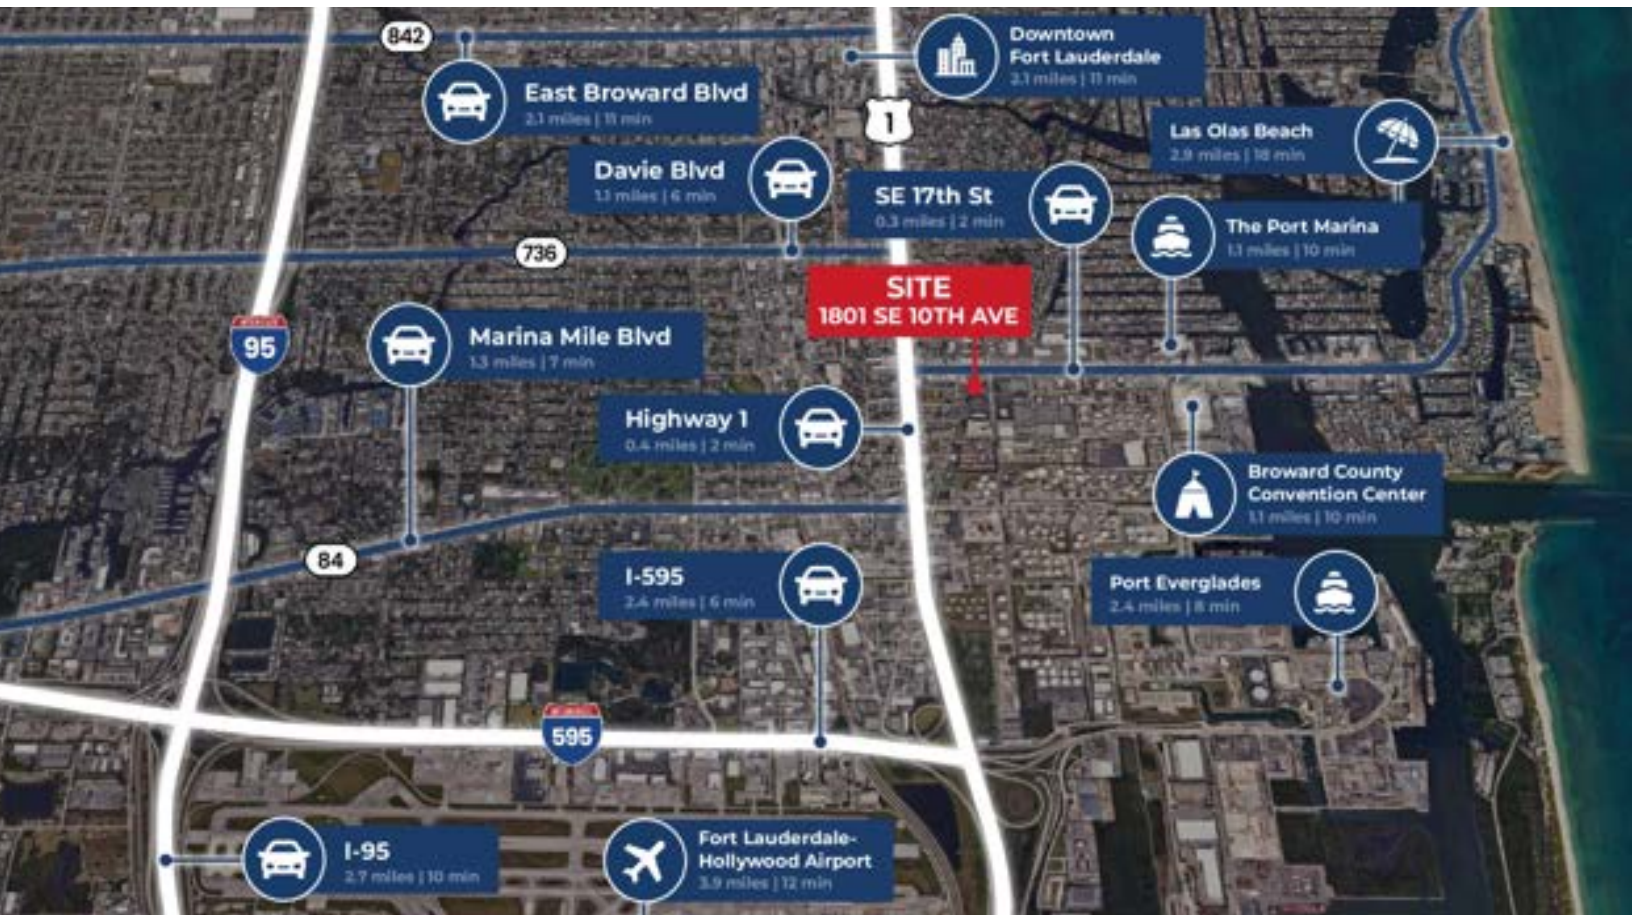 842
Downtown
Fort Lauderdale
2.1 miles | 11 min
East Broward Blvd
2.1 miles | 11 min
1
Las Olas Beach
2.9 miles | 18 min
Davie Blvd
1.1 miles | 6 min
SE 17th St
0.3 miles | 2 min
The Port Marina
1.1 miles | 10 min
736
SITE
1801 SE 10TH AVE
95
Marina Mile Blvd
1.3 miles | 7 min
Highway 1
0.4 miles | 2 min
Broward County
Convention Center
1.1 miles | 10 min
84
I-595
2.4 miles | 6 min
Port Everglades
2.4 miles | 8 min
595
I-95
2.7 miles | 10 min
Fort Lauderdale-
Hollywood Airport
3.9 miles | 12 min